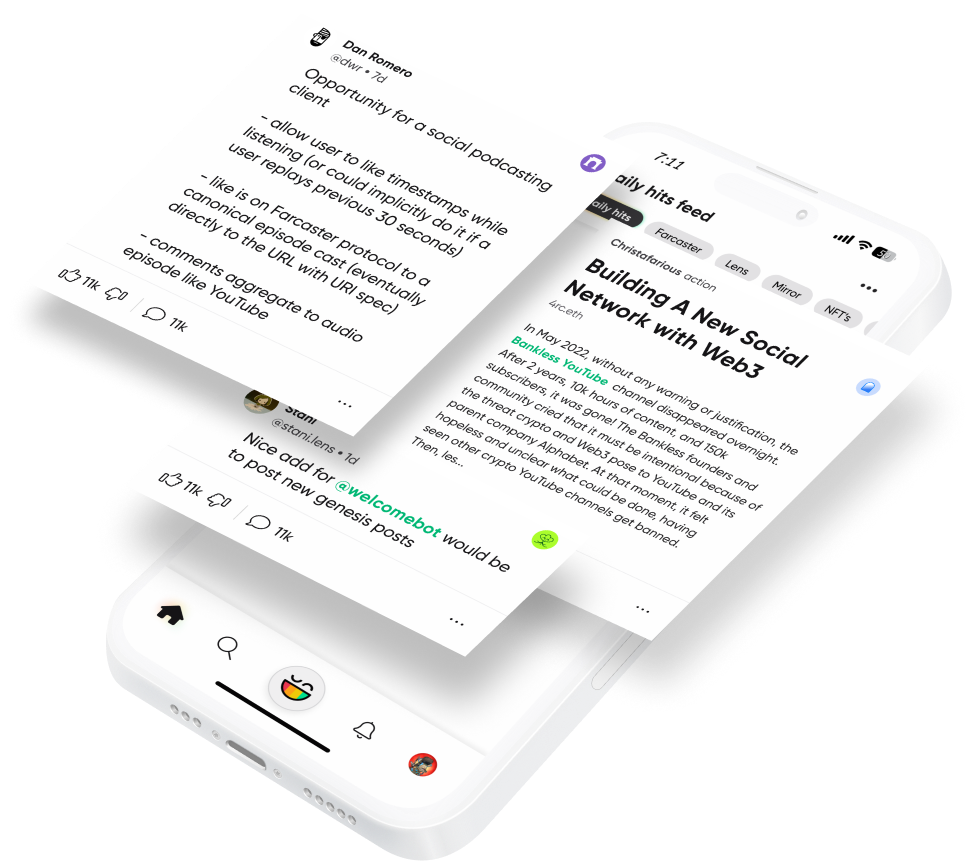 Dan Romero
@dwr • 7d
Opportunity for a social podcasting
client
- allow user to like timestamps while
listening (or could implicitly do it if a
user replays previous 30 seconds)
- like is on Farcaster protocol to a
canonical episode cast (eventually
directly to the URL with URI spec)
- comments aggregate to audio
episode like YouTube
11k
11k
7:11
aily hits feed
aily hits
Farcaster
Lens
Mirror
NFT's
Christafarious action
Building A New Social
Network with Web3
4rc.eth
In May 2022, without any warning or justification, the
Bankless YouTube channel disappeared overnight.
After 2 years, 10k hours of content, and 150k
subscribers, it was gone! The Bankless founders and
community cried that it must be intentional because of
the threat crypto and Web3 pose to YouTube and its
parent company Alphabet. At that moment, it felt
hopeless and unclear what could be done, having
seen other crypto YouTube channels get banned.
Then, les...
Stani
@stani.lens • 1d
Nice add for @welcomebot would be
to post new genesis posts
11k
11k